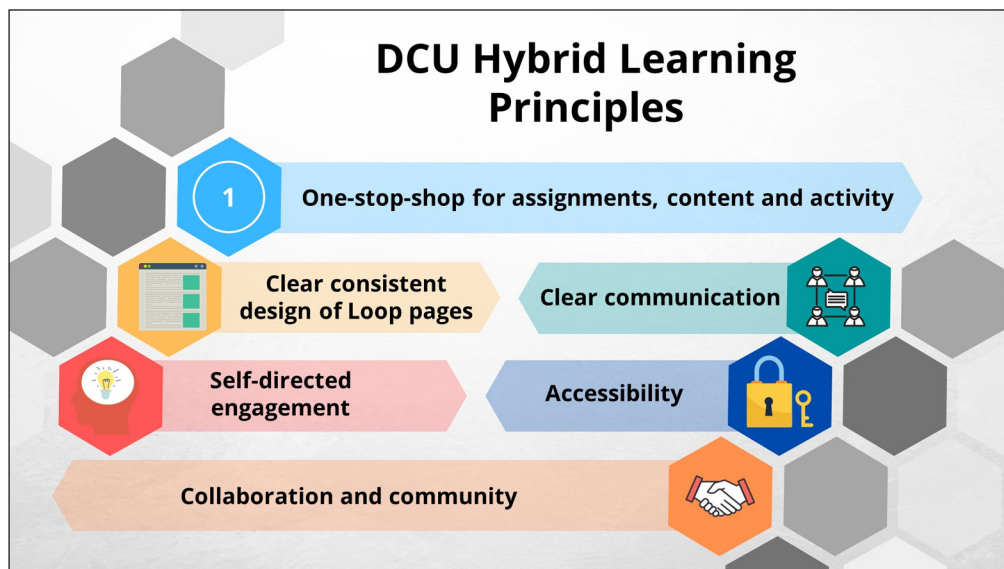 DCU Hybrid Learning
Principles
1
One-stop-shop for assignments, content and activity
Clear consistent
design of Loop pages
Clear communication
Self-directed
engagement
Accessibility
Collaboration and community